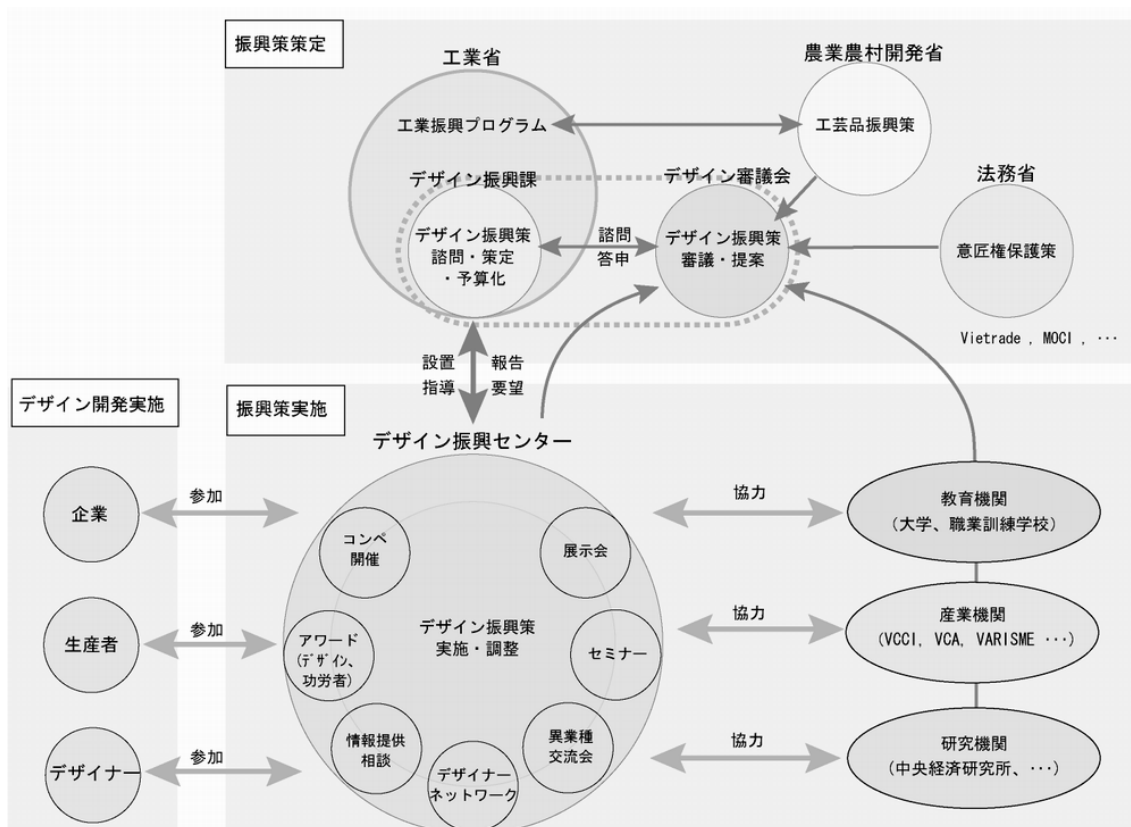 振興策策定
工業省
工業振興プログラム
デザイン振興課
デザイン振興策
諮問・策定
・予算化
諮問
答申
デザイン審議会
デザイン振興策
審議・提案
農業農村開発省
工芸品振興策
法務省
意匠権保護策
Vietrade , MOCI , ･･･
設置
指導
報告
要望
デザイン開発実施
企業
生産者
デザイナー
参加
参加
参加
振興策実施
デザイン振興センター
コンペ
開催
展示会
デザイン振興策
実施・調整
アワード
(ﾃﾞｻﾞｲﾝ、
功労者)
セミナー
情報提供
相談
異業種
交流会
デザイナー
ネットワーク
協力
協力
協力
教育機関
(大学、職業訓練学校)
産業機関
(VCCI, VCA, VARISME ･･･)
研究機関
(中央経済研究所、･･･)